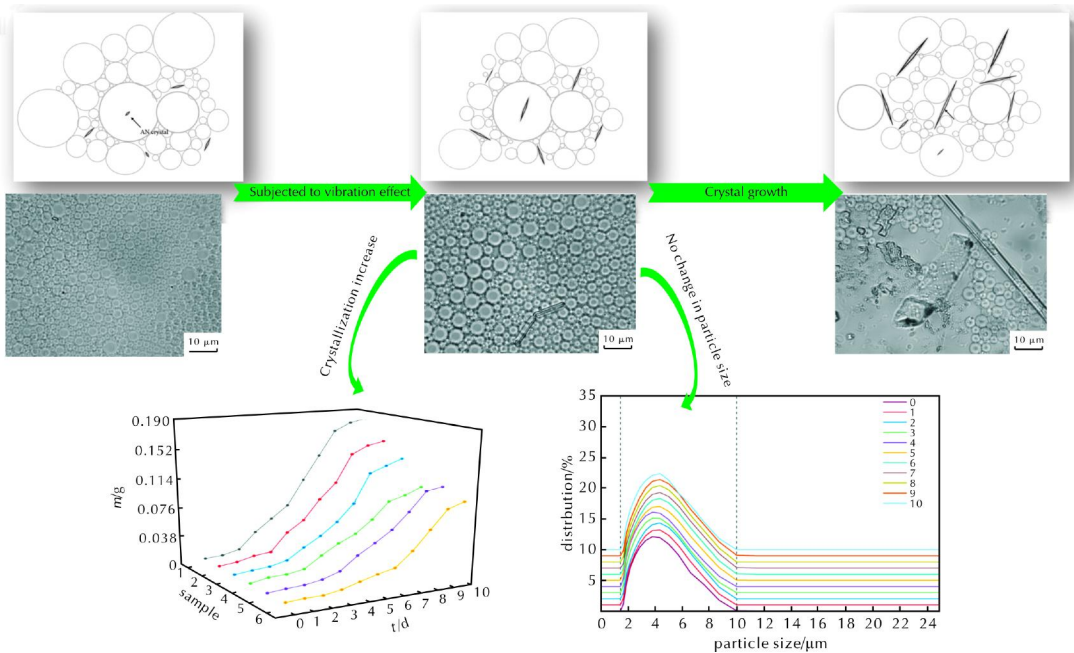 AN crystal
Subjected to vibration effect
Crystal growth
10 μm
10 μm
10 μm
Crystallization increase
No change in particle size
0.190
0.152
0.114
0.076
0.038
0
m/g
1
2
3
4
5
6
sample
0 1 2 3 4 5 6 7 8 9 10
t/d
35
30
25
20
15
10
5
distrbution/%
0 2 4 6 8 10 12 14 16 18 20 22 24
particle size/μm
0
1
2
3
4
5
6
7
8
9
10